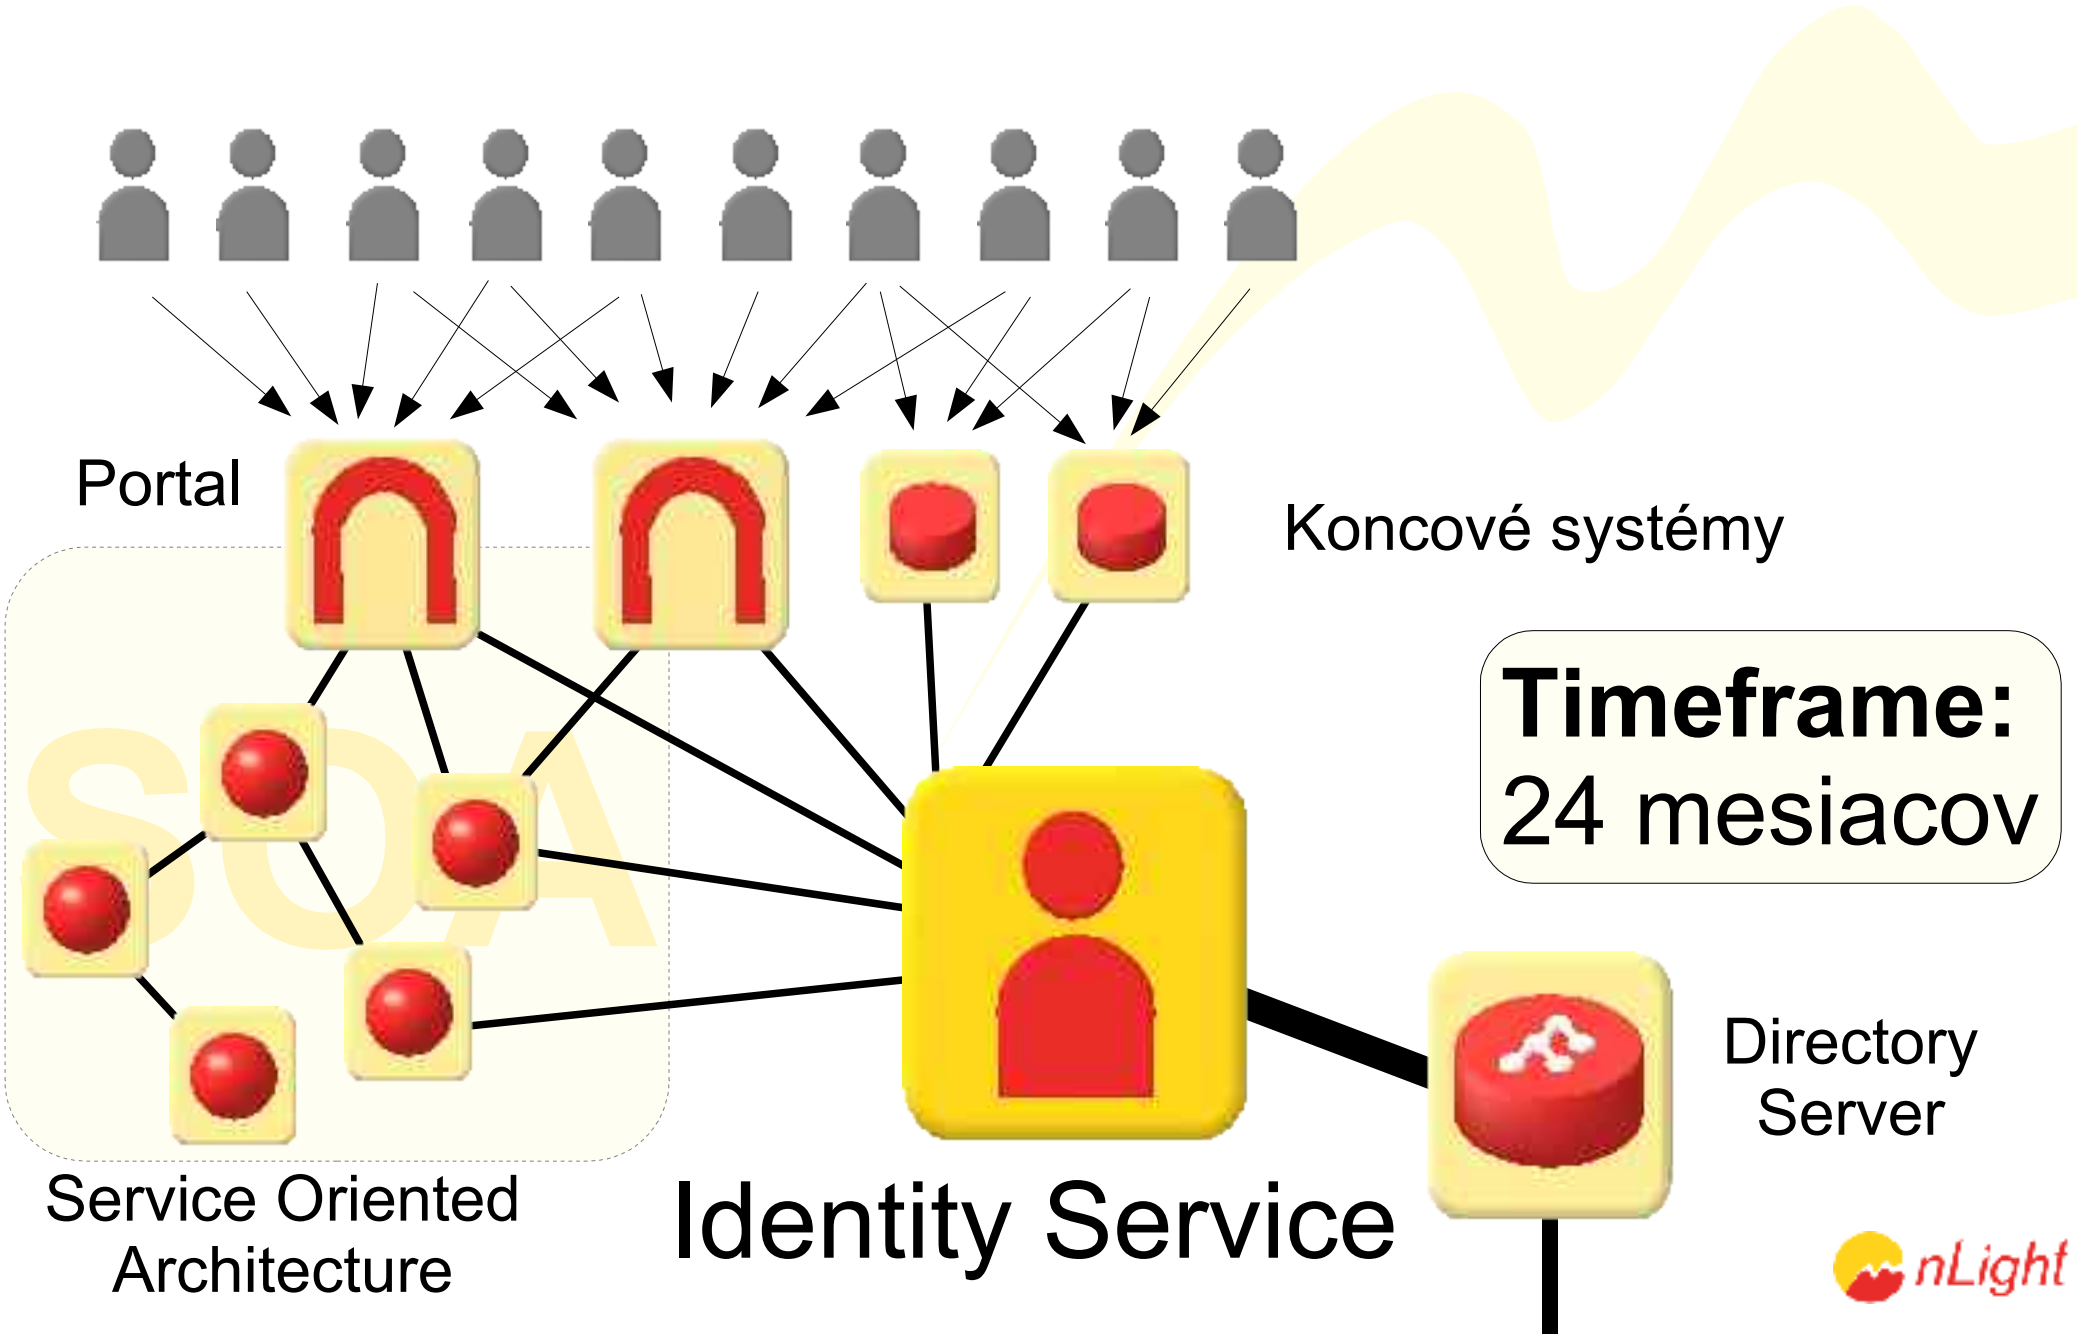 Portal
Koncové systémy
Timeframe:
24 mesiacov
SOA
Directory
Server
Service Oriented
Architecture
Identity Service
nLight